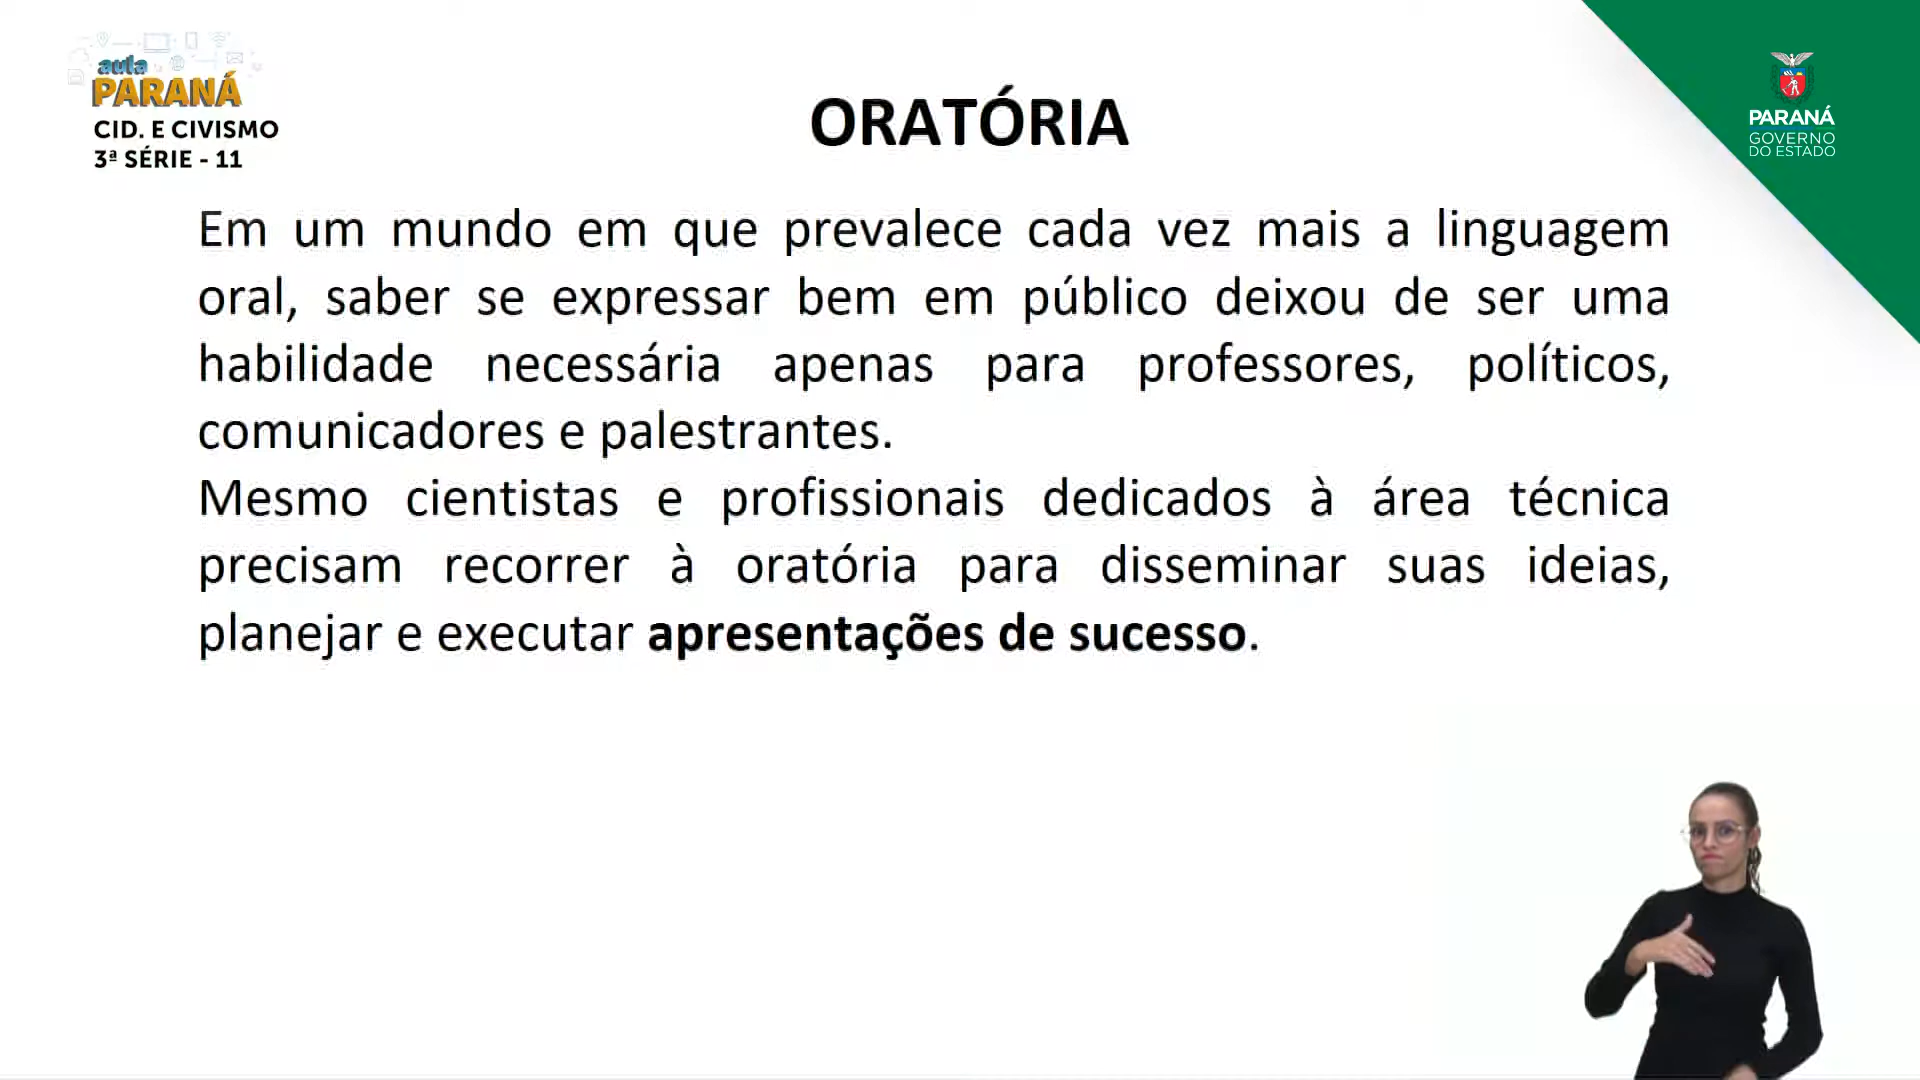 aula
PARANÁ
CID. E CIVISMO
3ª SÉRIE - 11
ORATÓRIA
PARANÁ
GOVERNO
DO ESTADO
Em um mundo em que prevalece cada vez mais a linguagem
oral, saber se expressar bem em público deixou de ser uma
habilidade necessária apenas para professores, políticos,
comunicadores e palestrantes.
Mesmo cientistas e profissionais dedicados à área técnica
precisam recorrer à oratória para disseminar suas ideias,
planejar e executar apresentações de sucesso.